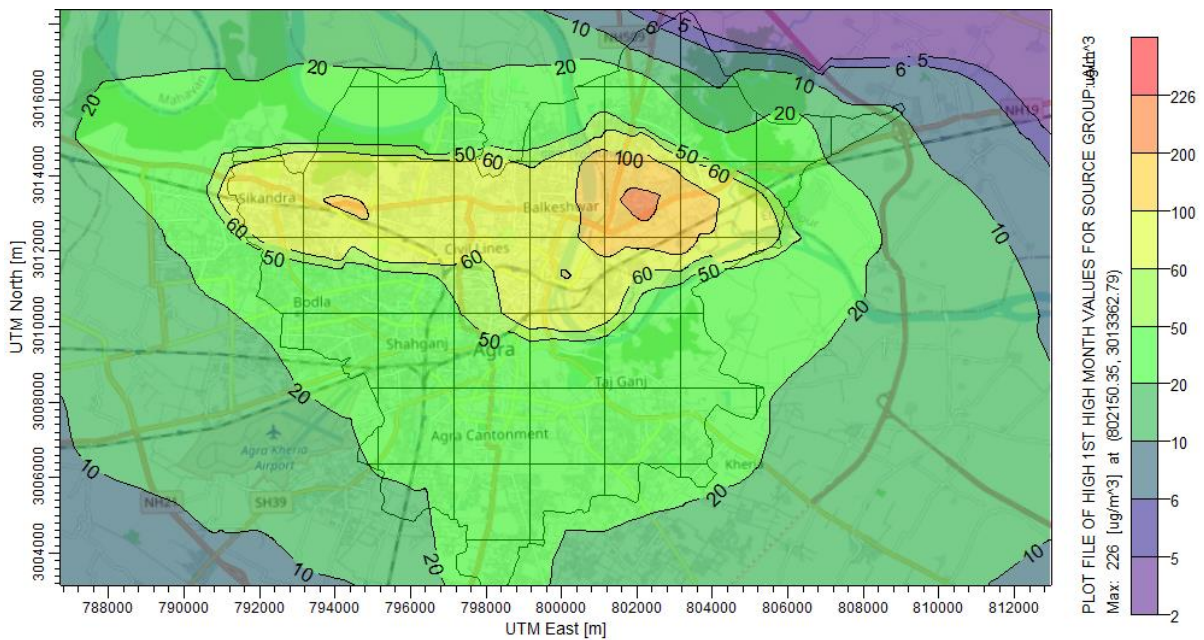 10
6
5
NH509
226
200
100
60
50
20
10
6
5
2
PLOT FILE OF HIGH 1ST HIGH MONTH VALUES FOR SOURCE GROUP:
Max: 226 [ug/m^3] at (802150.35, 3013362.79)
20
20
6
5
10
Mahavan
20
20
NH19
50
60
100
50
60
Sikandra
Balkeshwar
60
Civil Lines
10
50
60
60
50
Bodla
20
50
Shahganj
Agra
Taj Ganj
20
Agra Cantonment
Agra Kheria
Airport
10
Kheria
20
NH21
SH39
10
20
10
UTM North [m]
3016000
3014000
3012000
3010000
3008000
3006000
3004000
788000 790000 792000 794000 796000 798000 800000 802000 804000 806000 808000 810000 812000
UTM East [m]